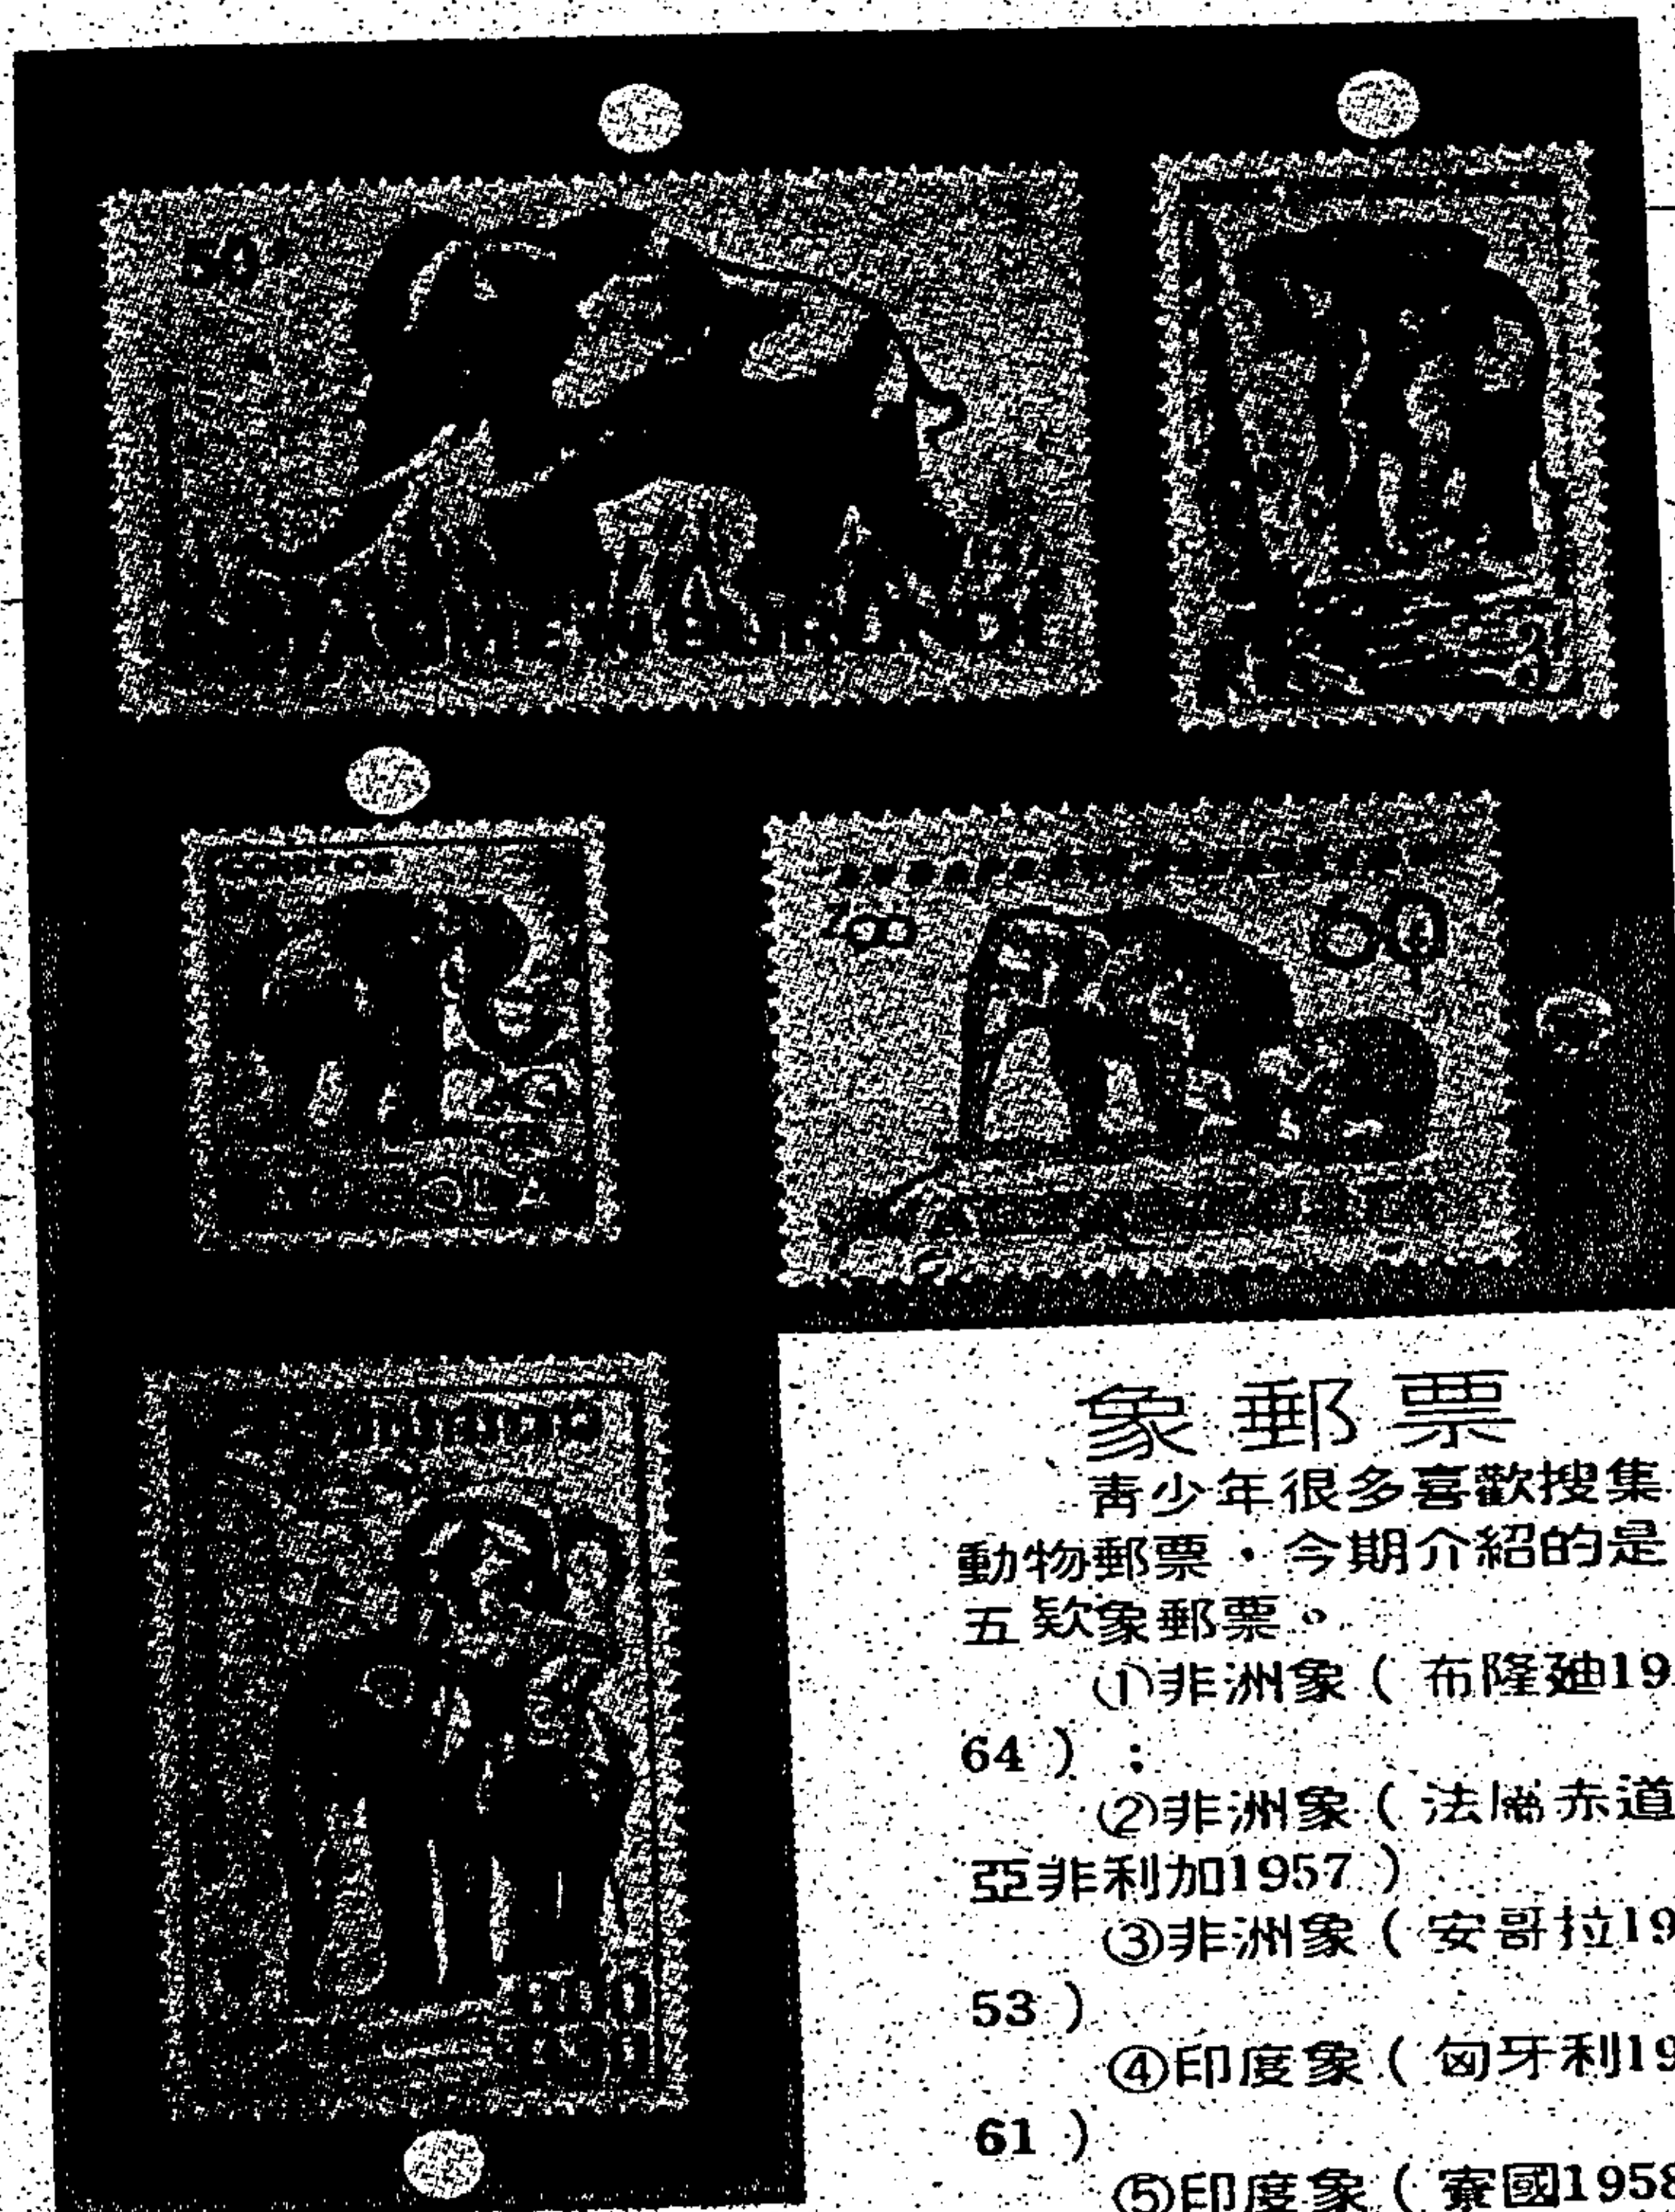 50
60
象郵票
青少年很多喜歡搜集
動物郵票·今期介紹的是
五欵象郵票。
①非洲象(布隆廸19
64):
②非洲象(法屬赤道
亞非利加1957)
③非洲象(安哥拉19
53)
④印度象(匈牙利19
61)
⑤印度象(寮國1958